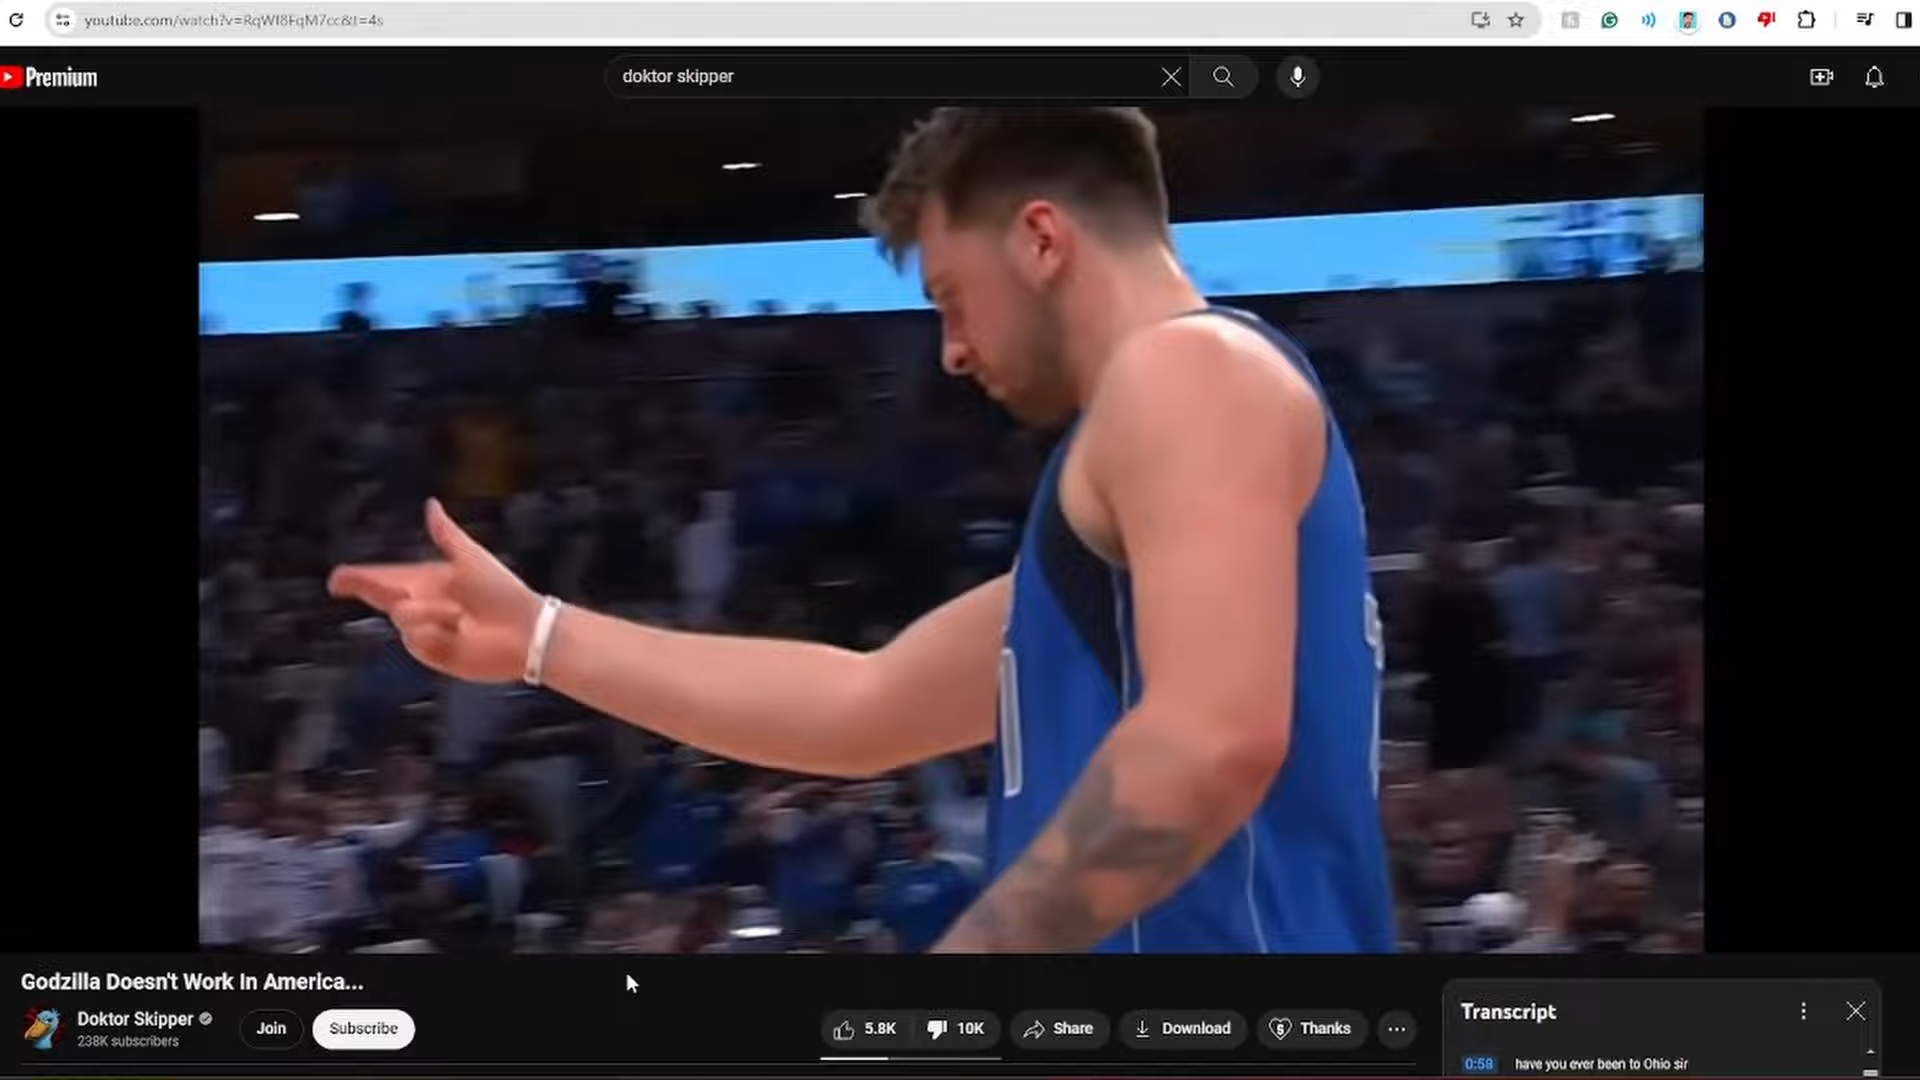 youtube.com/watch?v=RqWf8FqM7cc&t=4s
Premium
doktor skipper
Godzilla Doesn't Work In America...
Doktor Skipper
238K subscribers
Join
Subscribe
5.8K
10K
Share
Download
Thanks
Transcript
0:58
have you ever been to Ohio sir